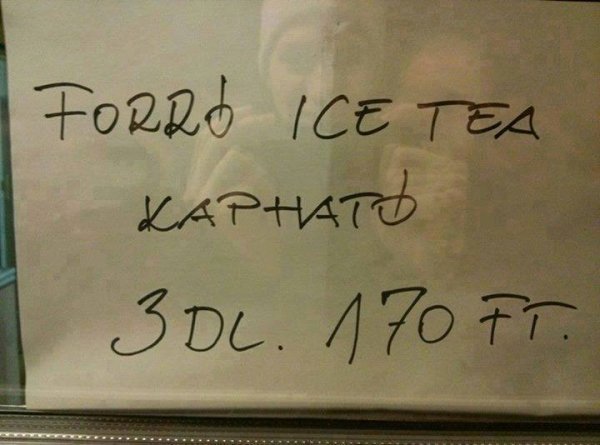 FORRÓ ICE TEA
KAPHATÓ
3DL. 170 FT.